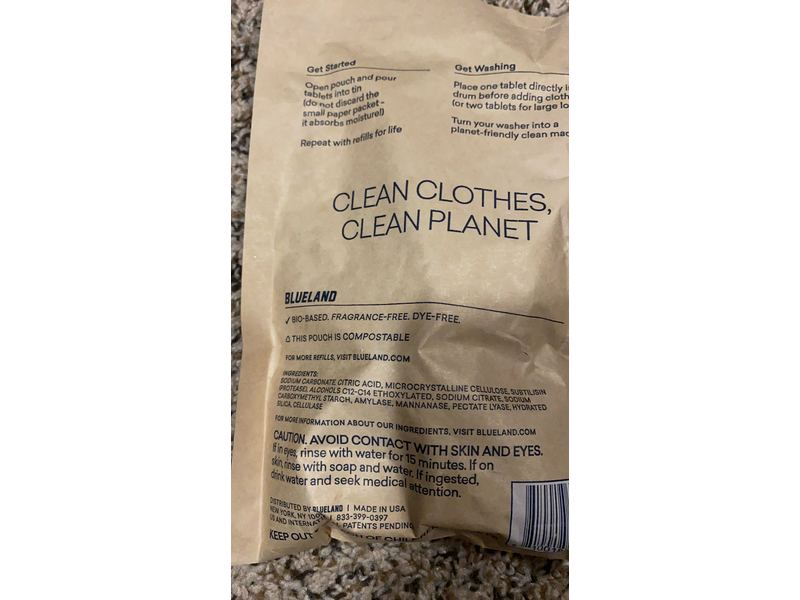 Get Started
Open pouch and pour
tablets into tin
(do not discard the
small paper packet -
it absorbs moisture!)
Repeat with refills for life
Get Washing
Place one tablet directly
drum before adding
(or two tablets for large
Turn your washer into a
planet-friendly clean
CLEAN CLOTHES,
CLEAN PLANET
BLUELAND
✓ BIO-BASED. FRAGRANCE-FREE. DYE-FREE.
THIS POUCH IS COMPOSTABLE
FOR MORE REFILLS, VISIT BLUELAND.COM
INGREDIENTS:
SODIUM CARBONATE CITRIC ACID, MICROCRYSTALLINE CELLULOSE, SUBTILISIN
(PROTEASE), ALCOHOLS C12-C14 ETHOXYLATED, SODIUM CITRATE, SODIUM
CARBOXYMETHYL STARCH, AMYLASE, MANNANASE, PECTATE LYASE, HYDRATED
SILICA, CELLULASE
FOR MORE INFORMATION ABOUT OUR INGREDIENTS, VISIT BLUELAND.COM
CAUTION. AVOID CONTACT WITH SKIN AND EYES.
If in eyes, rinse with water for 15 minutes. If on
skin, rinse with soap and water. If ingested,
drink water and seek medical attention.
DISTRIBUTED BY BLUELAND | MADE IN USA
NEW YORK, NY | 833-399-0397
US AND PATENTS PENDING
KEEP OUT OF